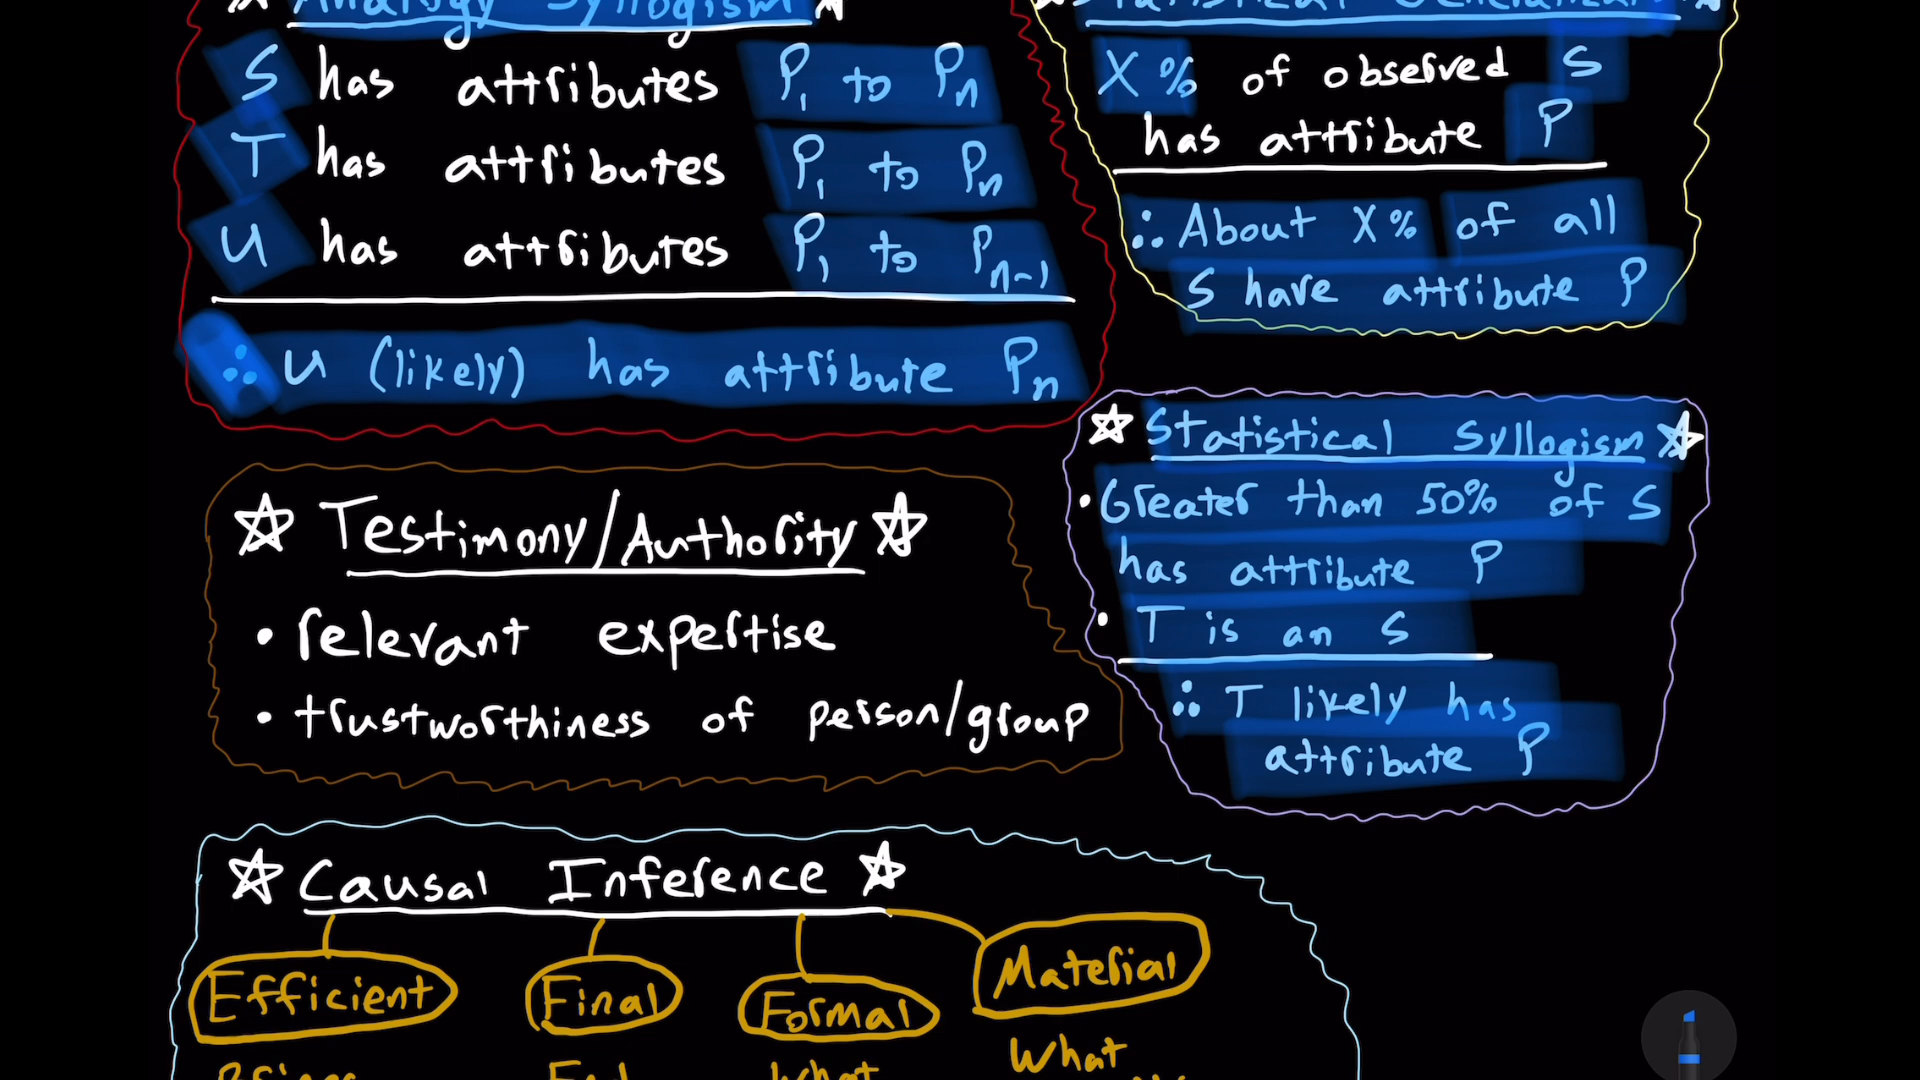 Analogy Syllogism
S has attributes P1 to Pn
T has attributes P1 to Pn
U has attributes P1 to Pn-1
∴ U (likely) has attribute Pn
Statistical Generalization
X% of observed S
has attribute P
∴ About X% of all
S have attribute P
☆ Statistical Syllogism ☆
• Greater than 50% of S
has attribute P
• T is an S
∴ T likely has
attribute P
☆ Testimony/Authority ☆
• relevant expertise
• trustworthiness of person/group
☆ Causal Inference ☆
Efficient
Final
Formal
Material
What
What